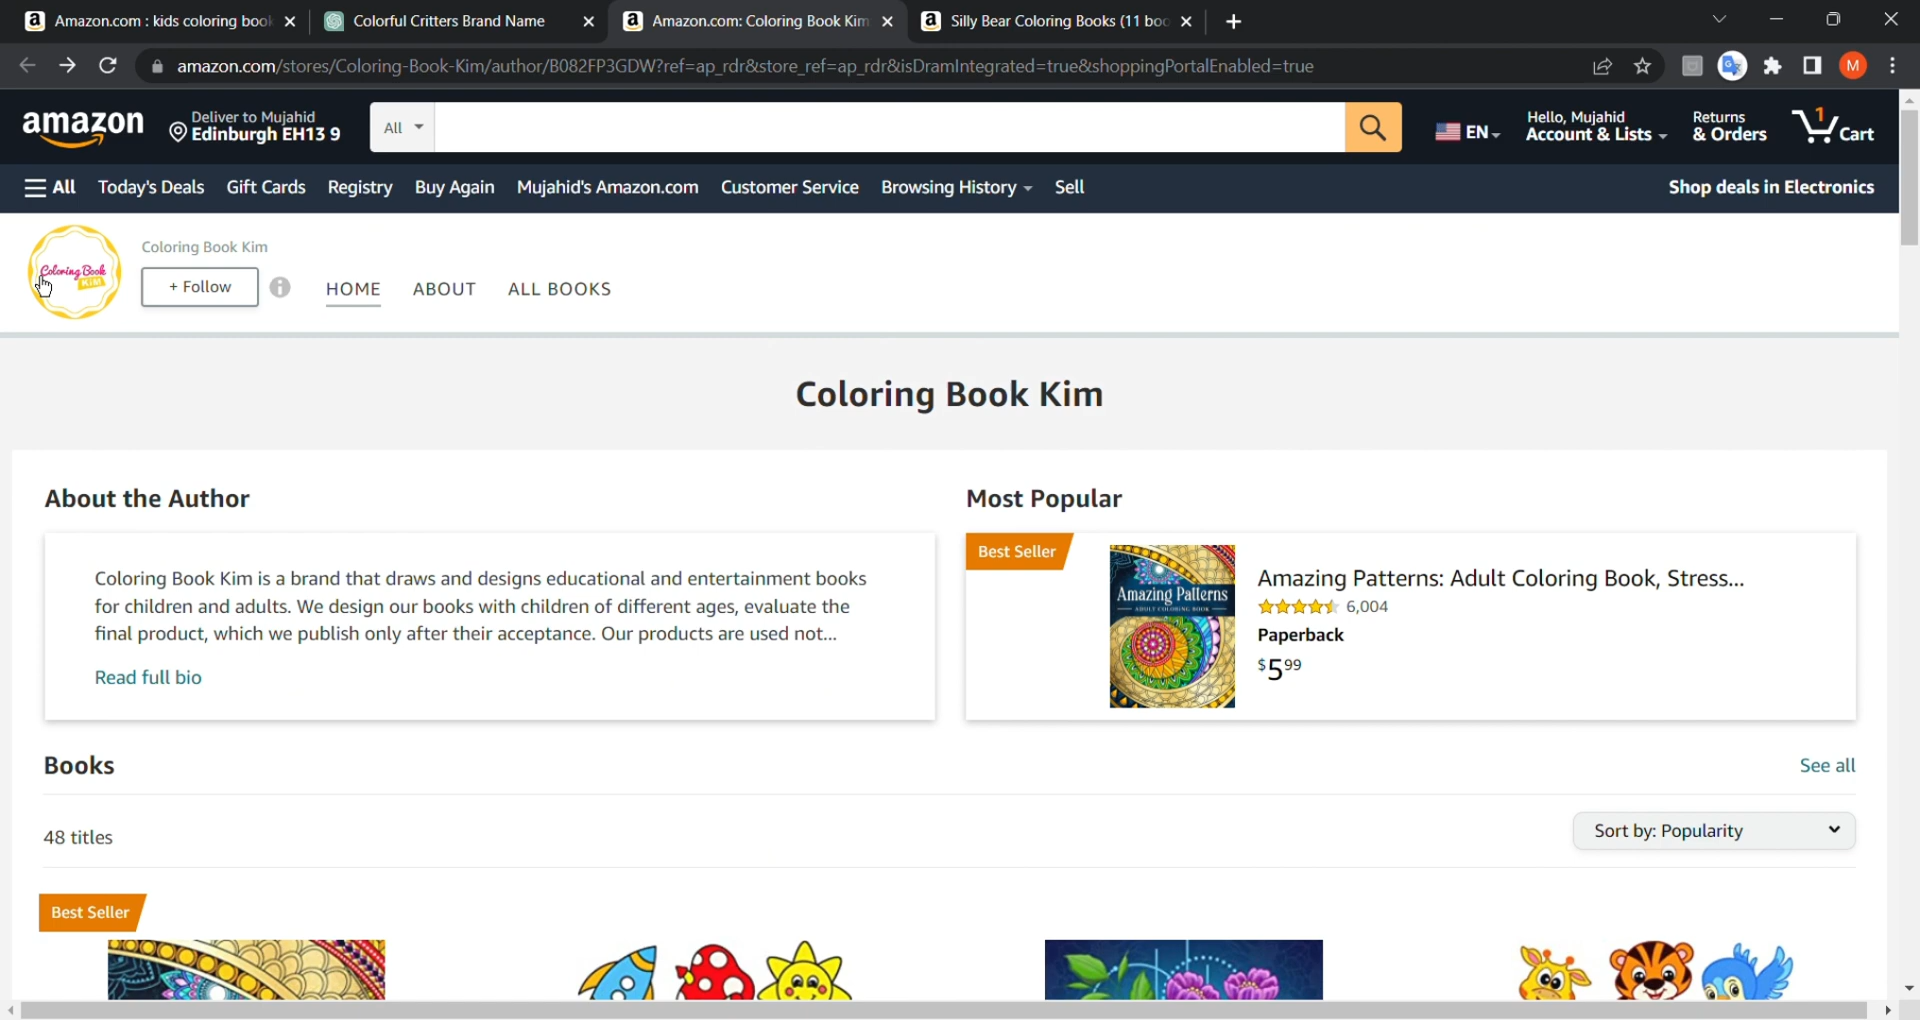 Amazon.com : kids coloring book
Colorful Critters Brand Name
Amazon.com: Coloring Book Kim
Silly Bear Coloring Books (11 boo
amazon.com/stores/Coloring-Book-Kim/author/B082FP3GDW?ref=ap_rdr&store_ref=ap_rdr&isDramIntegrated=true&shoppingPortalEnabled=true
M
amazon
Deliver to Mujahid
Edinburgh EH13 9
All
EN
Hello, Mujahid
Account & Lists
Returns
& Orders
1
Cart
All Today's Deals Gift Cards Registry Buy Again Mujahid's Amazon.com Customer Service Browsing History Sell
Shop deals in Electronics
Coloring Book
KIM
Coloring Book Kim
+ Follow
HOME ABOUT ALL BOOKS
Coloring Book Kim
About the Author
Coloring Book Kim is a brand that draws and designs educational and entertainment books
for children and adults. We design our books with children of different ages, evaluate the
final product, which we publish only after their acceptance. Our products are used not...
Read full bio
Most Popular
Best Seller
Amazing Patterns
ADULT COLORING BOOK
Amazing Patterns: Adult Coloring Book, Stress...
6,004
Paperback
$5 99
Books
See all
48 titles
Sort by: Popularity
Best Seller